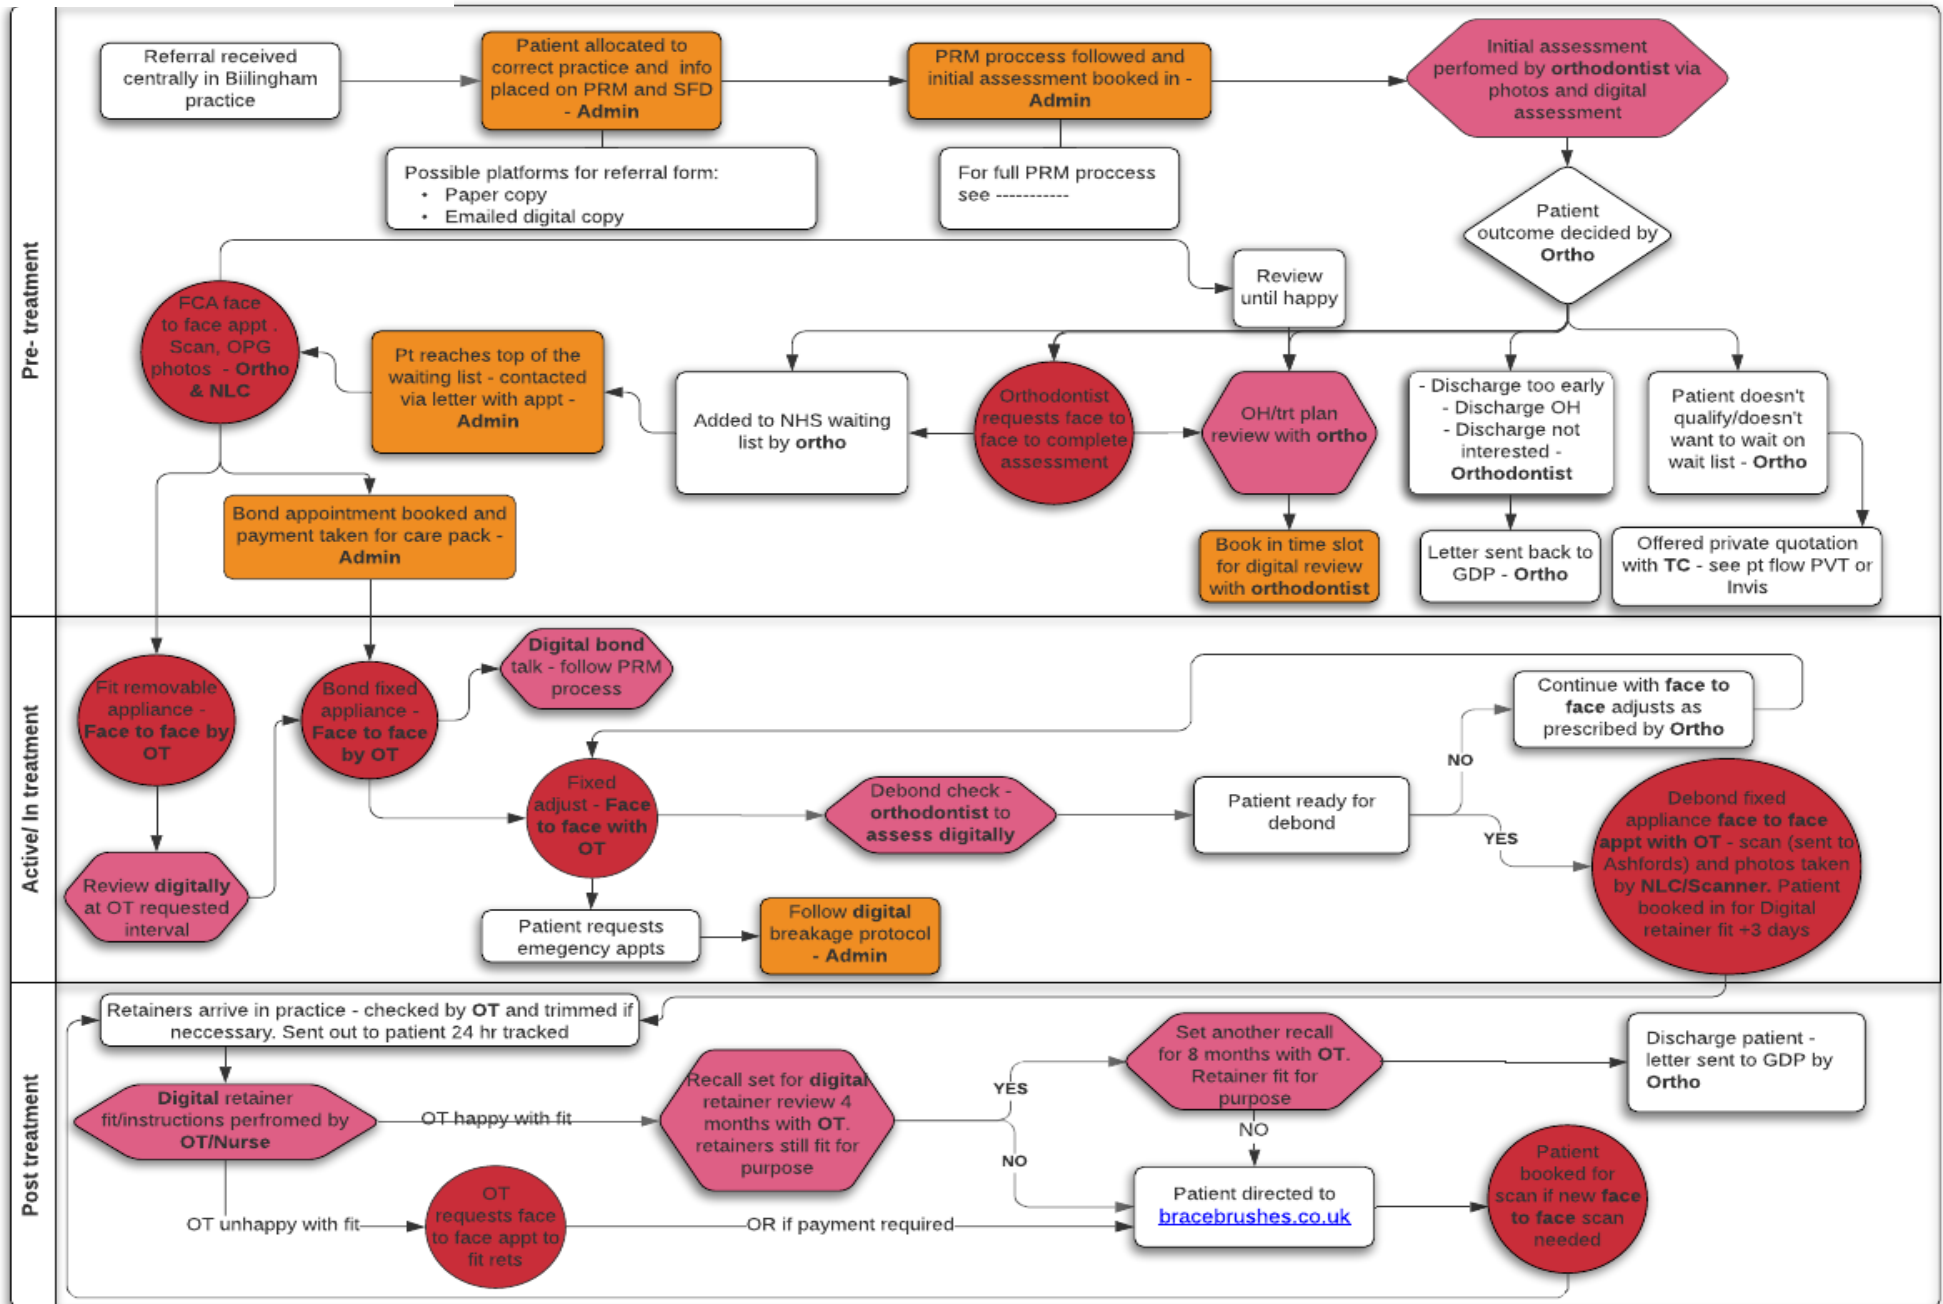 Pre- treatment
Referral received
centrally in Biilingham
practice
Patient allocated to
correct practice and info
placed on PRM and SFD
- Admin
PRM proccess followed and
initial assessment booked in -
Admin
Initial assessment
perfomed by orthodontist via
photos and digital
assessment
Possible platforms for referral form:
• Paper copy
• Emailed digital copy
For full PRM proccess
see -----------
Patient
outcome decided by
Ortho
Review
until happy
FCA face
to face appt .
Scan, OPG
photos - Ortho
& NLC
Pt reaches top of the
waiting list - contacted
via letter with appt -
Admin
Added to NHS waiting
list by ortho
Orthodontist
requests face to
face to complete
assessment
OH/trt plan
review with ortho
- Discharge too early
- Discharge OH
- Discharge not
interested -
Orthodontist
Patient doesn't
qualify/doesn't
want to wait on
wait list - Ortho
Bond appointment booked and
payment taken for care pack -
Admin
Book in time slot
for digital review
with orthodontist
Letter sent back to
GDP - Ortho
Offered private quotation
with TC - see pt flow PVT or
Invis
Active/ In treatment
Fit removable
appliance -
Face to face by
OT
Bond fixed
appliance -
Face to face
by OT
Digital bond
talk - follow PRM
process
Continue with face to
face adjusts as
prescribed by Ortho
NO
Fixed
adjust - Face
to face with
OT
Debond check -
orthodontist to
assess digitally
Patient ready for
debond
YES
Debond fixed
appliance face to face
appt with OT - scan (sent to
Ashfords) and photos taken
by NLC/Scanner. Patient
booked in for Digital
retainer fit +3 days
Review digitally
at OT requested
interval
Patient requests
emegency appts
Follow digital
breakage protocol
- Admin
Post treatment
Retainers arrive in practice - checked by OT and trimmed if
neccessary. Sent out to patient 24 hr tracked
Digital retainer
fit/instructions perfromed by
OT/Nurse
OT happy with fit
Recall set for digital
retainer review 4
months with OT.
retainers still fit for
purpose
YES
NO
Set another recall
for 8 months with OT.
Retainer fit for
purpose
NO
Discharge patient -
letter sent to GDP by
Ortho
OT unhappy with fit
OT
requests face
to face appt to
fit rets
OR if payment required
Patient directed to
bracebrushes.co.uk
Patient
booked for
scan if new face
to face scan
needed